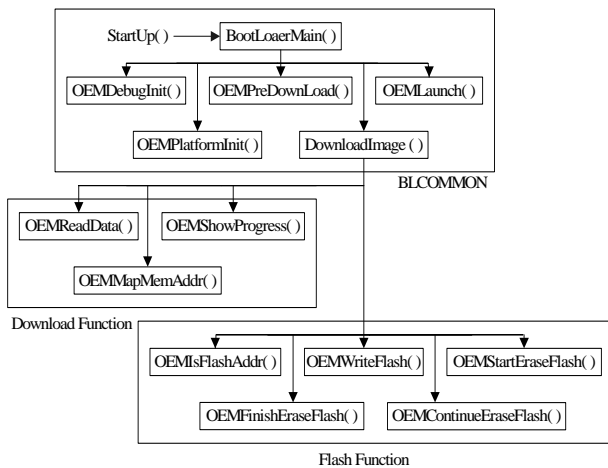 StartUp( )
BootLoaerMain( )
OEMDebugInit( )
OEMPreDownLoad( )
OEMLaunch( )
OEMPlatformInit( )
DownloadImage ( )
BLCOMMON
OEMReadData( )
OEMShowProgress( )
OEMMapMemAddr( )
Download Function
OEMIsFlashAddr( )
OEMWriteFlash( )
OEMStartEraseFlash( )
OEMFinishEraseFlash( )
OEMContinueEraseFlash( )
Flash Function